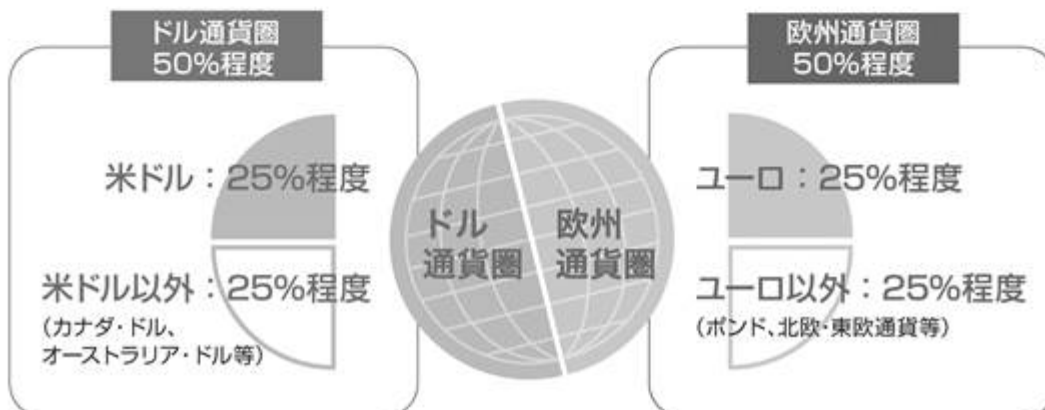 ドル通貨圏
50%程度
米ドル：25%程度
米ドル以外：25%程度
（カナダ・ドル、
オーストラリア・ドル等）
ドル
通貨圏
欧州
通貨圏
欧州通貨圏
50%程度
ユーロ：25%程度
ユーロ以外：25%程度
（ポンド、北欧・東欧通貨等）